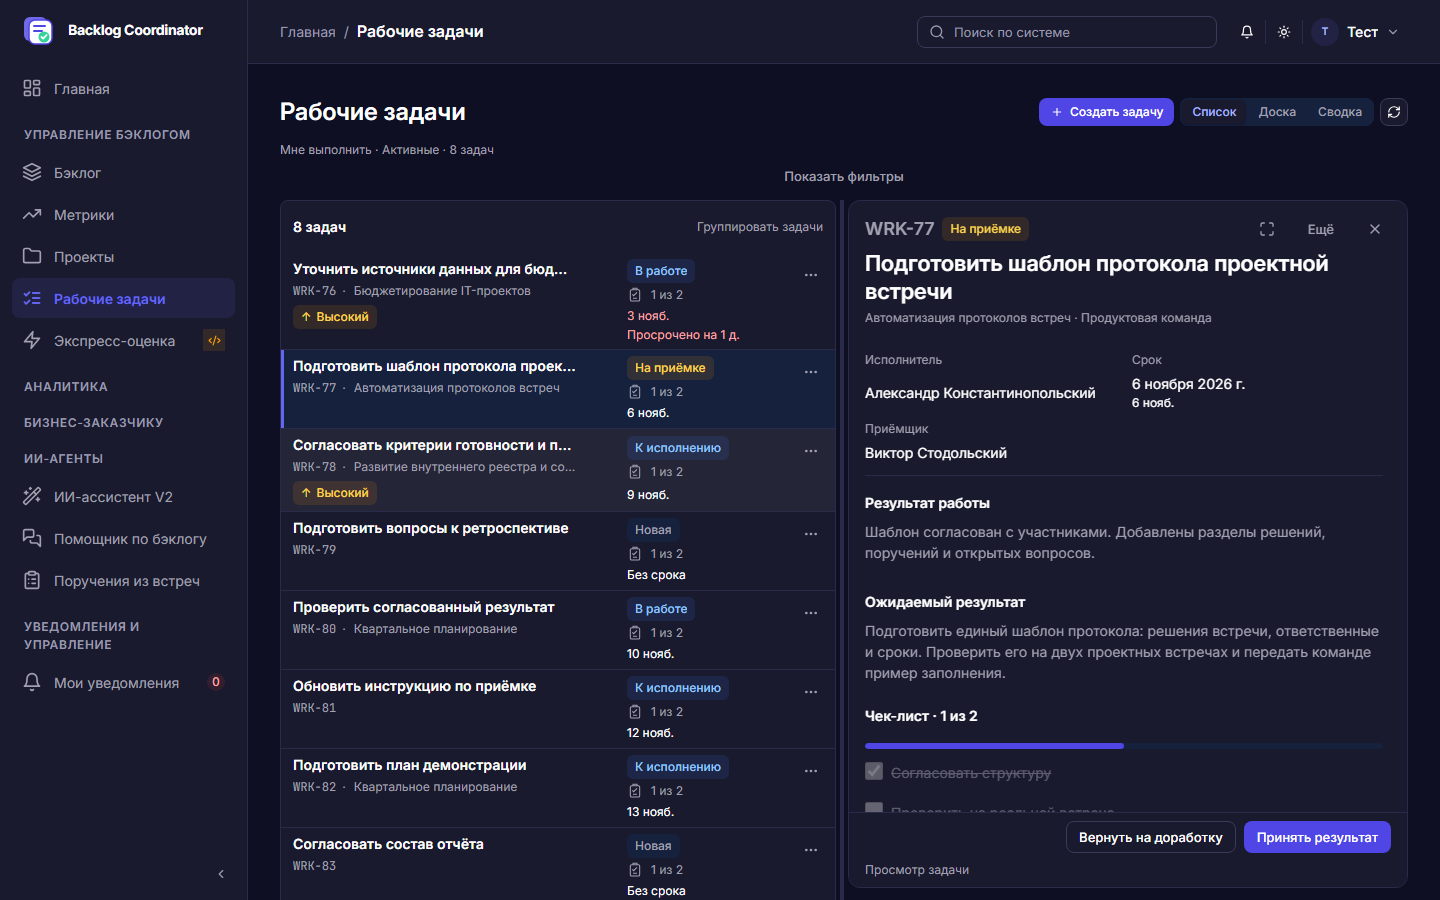 Backlog Coordinator
Главная
УПРАВЛЕНИЕ БЭКЛОГОМ
Бэклог
Метрики
Проекты
Рабочие задачи
Экспресс-оценка
АНАЛИТИКА
БИЗНЕС-ЗАКАЗЧИКУ
ИИ-АГЕНТЫ
ИИ-ассистент V2
Помощник по бэклогу
Поручения из встреч
УВЕДОМЛЕНИЯ И
УПРАВЛЕНИЕ
Мои уведомления 0
Главная / Рабочие задачи
Поиск по системе
Т Тест
Рабочие задачи
+ Создать задачу Список Доска Сводка
Мне выполнить · Активные · 8 задач
Показать фильтры
8 задач Группировать задачи
Уточнить источники данных для бюд... В работе ...
WRK-76 · Бюджетирование IT-проектов 1 из 2
↑ Высокий 3 нояб.
Просрочено на 1 д.
Подготовить шаблон протокола проек... На приёмке ...
WRK-77 · Автоматизация протоколов встреч 1 из 2
6 нояб.
Согласовать критерии готовности и п... К исполнению ...
WRK-78 · Развитие внутреннего реестра и со... 1 из 2
↑ Высокий 9 нояб.
Подготовить вопросы к ретроспективе Новая ...
WRK-79 1 из 2
Без срока
Проверить согласованный результат В работе ...
WRK-80 · Квартальное планирование 1 из 2
10 нояб.
Обновить инструкцию по приёмке К исполнению ...
WRK-81 1 из 2
12 нояб.
Подготовить план демонстрации К исполнению ...
WRK-82 · Квартальное планирование 1 из 2
13 нояб.
Согласовать состав отчёта Новая ...
WRK-83 1 из 2
Без срока
WRK-77 На приёмке Ещё
Подготовить шаблон протокола проектной
встречи
Автоматизация протоколов встреч · Продуктовая команда
Исполнитель Срок
Александр Константинопольский 6 ноября 2026 г.
6 нояб.
Приёмщик
Виктор Стодольский
Результат работы
Шаблон согласован с участниками. Добавлены разделы решений,
поручений и открытых вопросов.
Ожидаемый результат
Подготовить единый шаблон протокола: решения встречи, ответственные
и сроки. Проверить его на двух проектных встречах и передать команде
пример заполнения.
Чек-лист · 1 из 2
Согласовать структуру
Вернуть на доработку Принять результат
Просмотр задачи